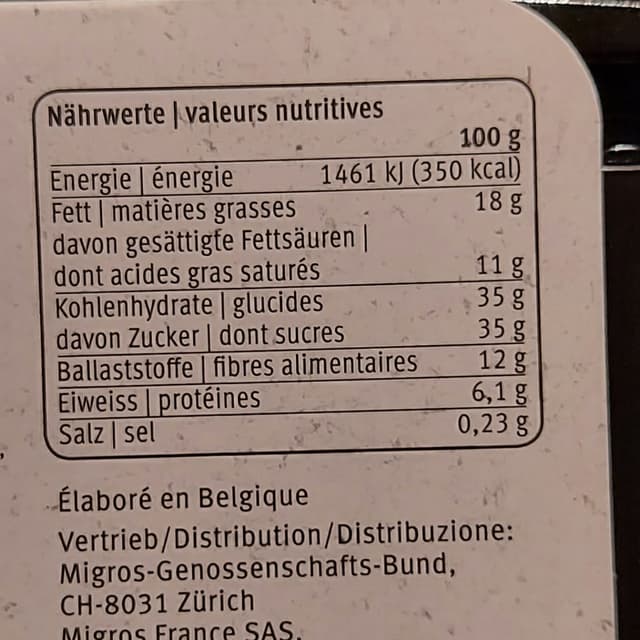 Nährwerte | valeurs nutritives
100 g
Energie | énergie 1461 kJ (350 kcal)
Fett | matières grasses 18 g
davon gesättigte Fettsäuren |
dont acides gras saturés 11 g
Kohlenhydrate | glucides 35 g
davon Zucker | dont sucres 35 g
Ballaststoffe | fibres alimentaires 12 g
Eiweiss | protéines 6,1 g
Salz | sel 0,23 g
Élaboré en Belgique
Vertrieb/Distribution/Distribuzione:
Migros-Genossenschafts-Bund,
CH-8031 Zürich
Migros France SAS,